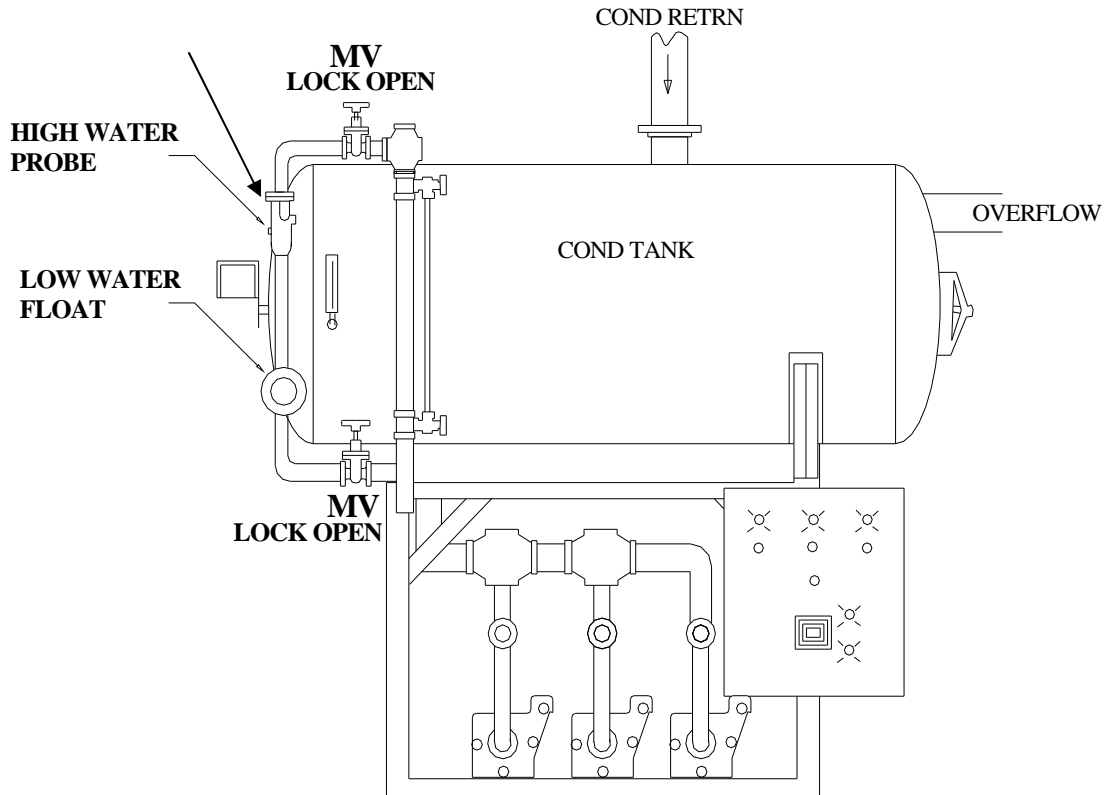 COND RETRN
MV
LOCK OPEN
HIGH WATER
PROBE
OVERFLOW
COND TANK
LOW WATER
FLOAT
MV
LOCK OPEN